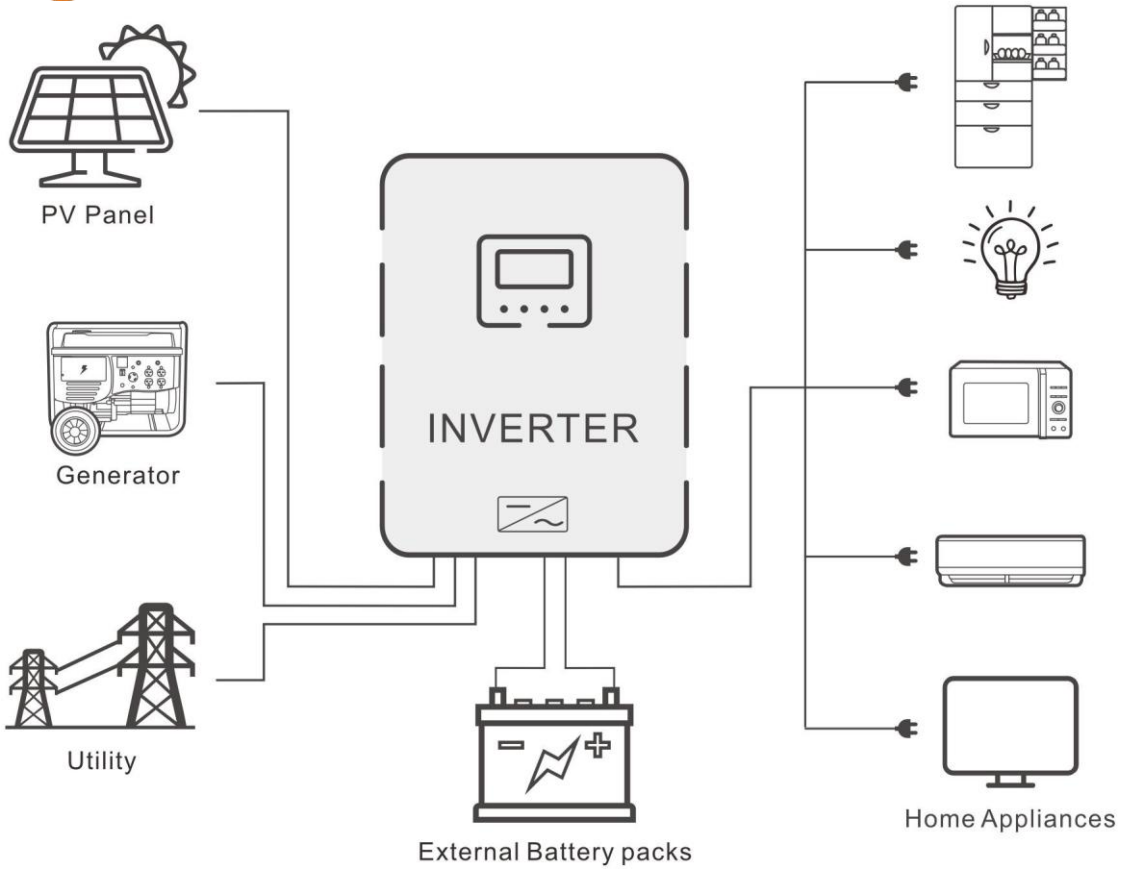 PV Panel
INVERTER
Generator
Utility
Home Appliances
External Battery packs